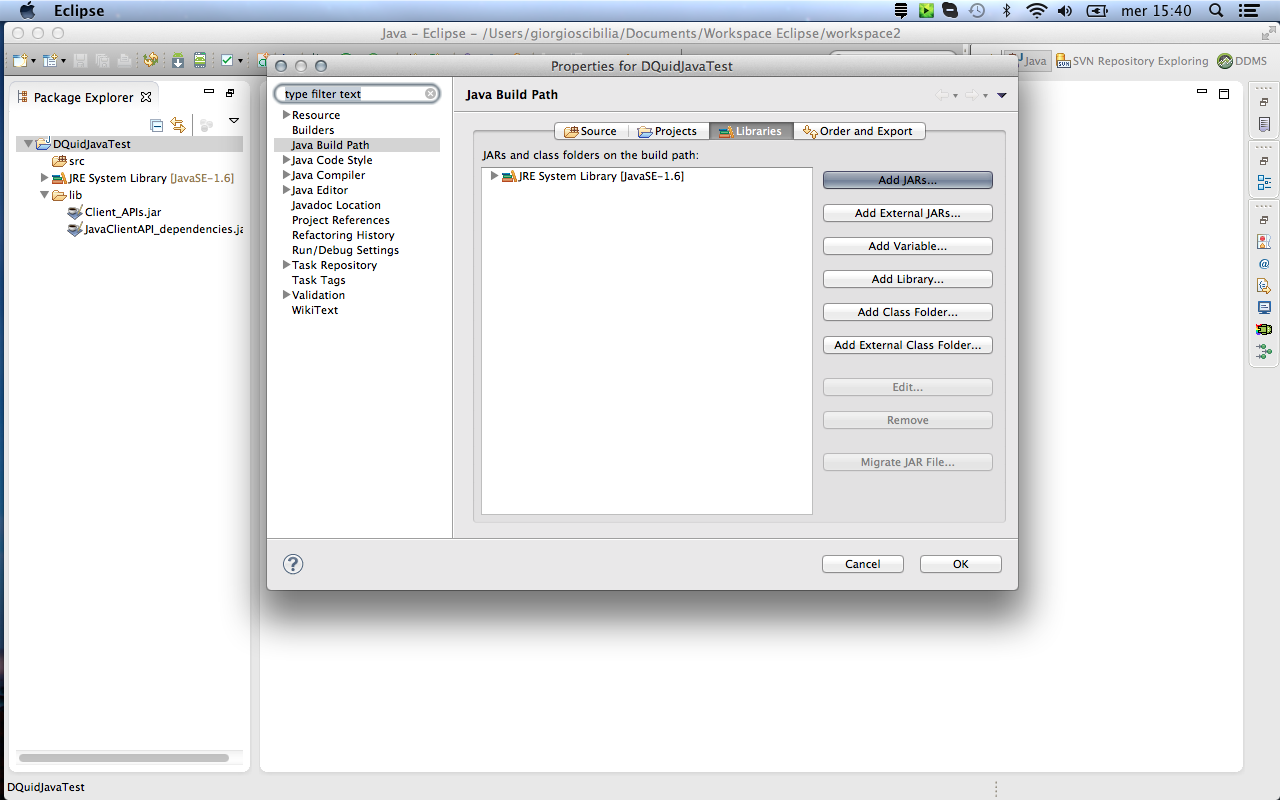 Eclipse
mer 15:40
Java – Eclipse – /Users/giorgioscibilia/Documents/Workspace Eclipse/workspace2
Java
SVN Repository Exploring
DDMS
Package Explorer
DQuidJavaTest
src
JRE System Library [JavaSE-1.6]
lib
Client_APIs.jar
JavaClientAPI_dependencies.ja
Properties for DQuidJavaTest
type filter text
Resource
Builders
Java Build Path
Java Code Style
Java Compiler
Java Editor
Javadoc Location
Project References
Refactoring History
Run/Debug Settings
Task Repository
Task Tags
Validation
WikiText
Java Build Path
Source
Projects
Libraries
Order and Export
JARs and class folders on the build path:
JRE System Library [JavaSE-1.6]
Add JARs...
Add External JARs...
Add Variable...
Add Library...
Add Class Folder...
Add External Class Folder...
Edit...
Remove
Migrate JAR File...
?
Cancel
OK
DQuidJavaTest